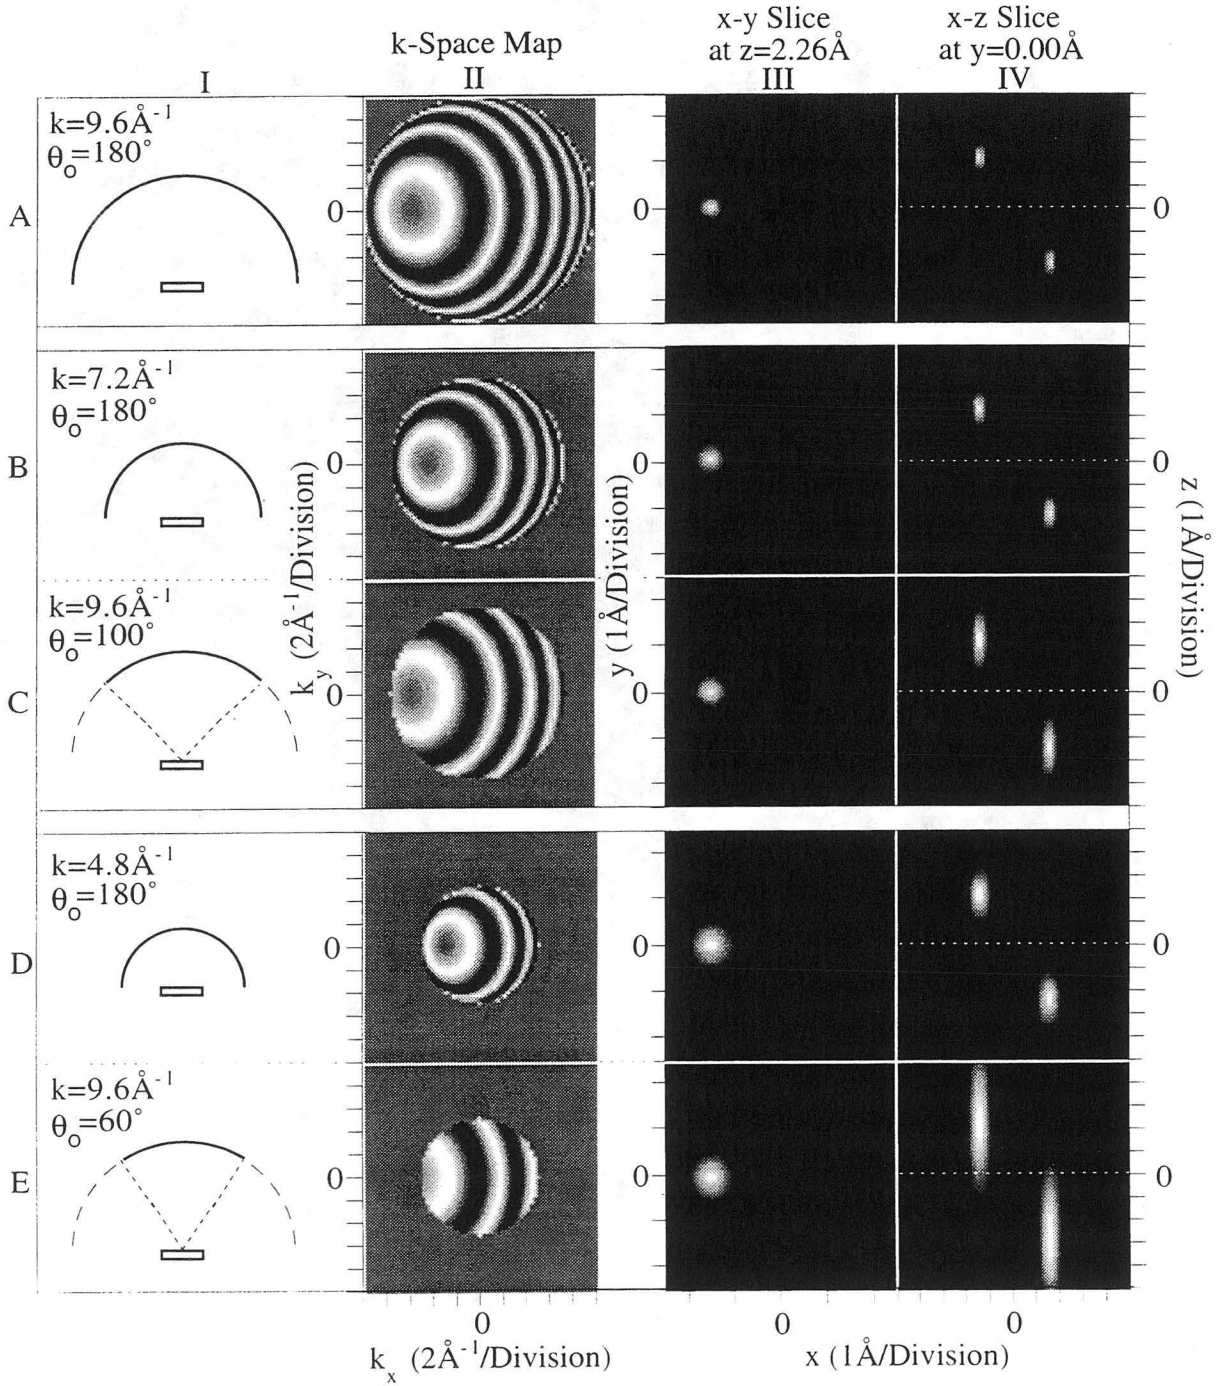 k-Space Map
x-y Slice
at z=2.26Å
x-z Slice
at y=0.00Å
I
II
III
IV
A
k=9.6Å⁻¹
θ₀=180°
0
0
0
B
k=7.2Å⁻¹
θ₀=180°
0
0
0
C
k=9.6Å⁻¹
θ₀=100°
0
0
0
k_y (2Å⁻¹/Division)
y (1Å/Division)
z (1Å/Division)
D
k=4.8Å⁻¹
θ₀=180°
0
0
0
E
k=9.6Å⁻¹
θ₀=60°
0
0
0
0
0
0
k_x (2Å⁻¹/Division)
x (1Å/Division)